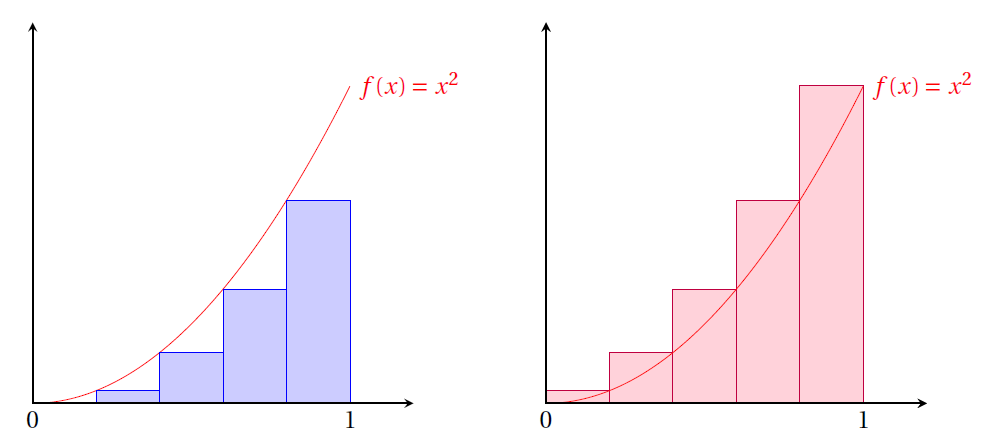 f(x) = x²
0
1
f(x) = x²
0
1